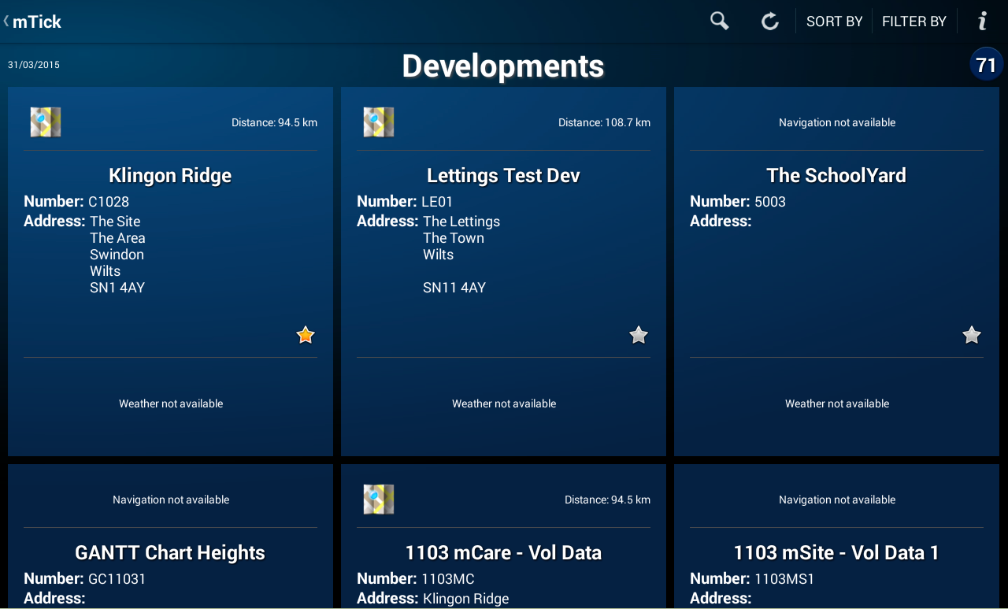 mTick
SORT BY
FILTER BY
i
31/03/2015
Developments
71
Distance: 94.5 km
Klingon Ridge
Number: C1028
Address: The Site
The Area
Swindon
Wilts
SN1 4AY
Weather not available
Distance: 108.7 km
Lettings Test Dev
Number: LE01
Address: The Lettings
The Town
Wilts
SN11 4AY
Weather not available
Navigation not available
The SchoolYard
Number: 5003
Address:
Weather not available
Navigation not available
GANTT Chart Heights
Number: GC11031
Address:
Distance: 94.5 km
1103 mCare - Vol Data
Number: 1103MC
Address: Klingon Ridge
Navigation not available
1103 mSite - Vol Data 1
Number: 1103MS1
Address: